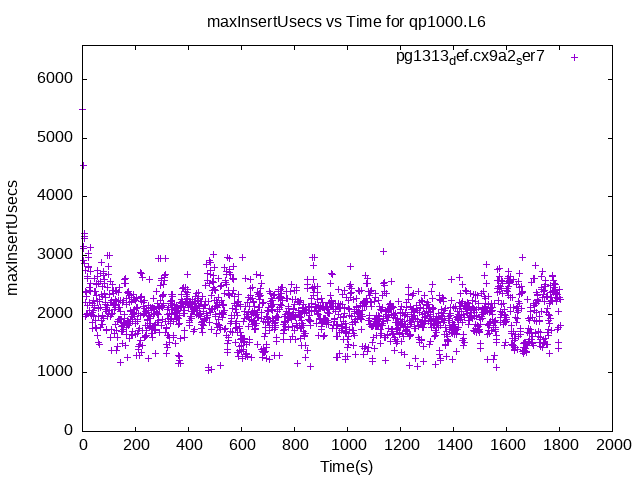 maxInsertUsecs vs Time for qp1000.L6
pg1313def.cx9a2ser7
6000
5000
4000
3000
2000
1000
0
maxInsertUsecs
0 200 400 600 800 1000 1200 1400 1600 1800 2000
Time(s)